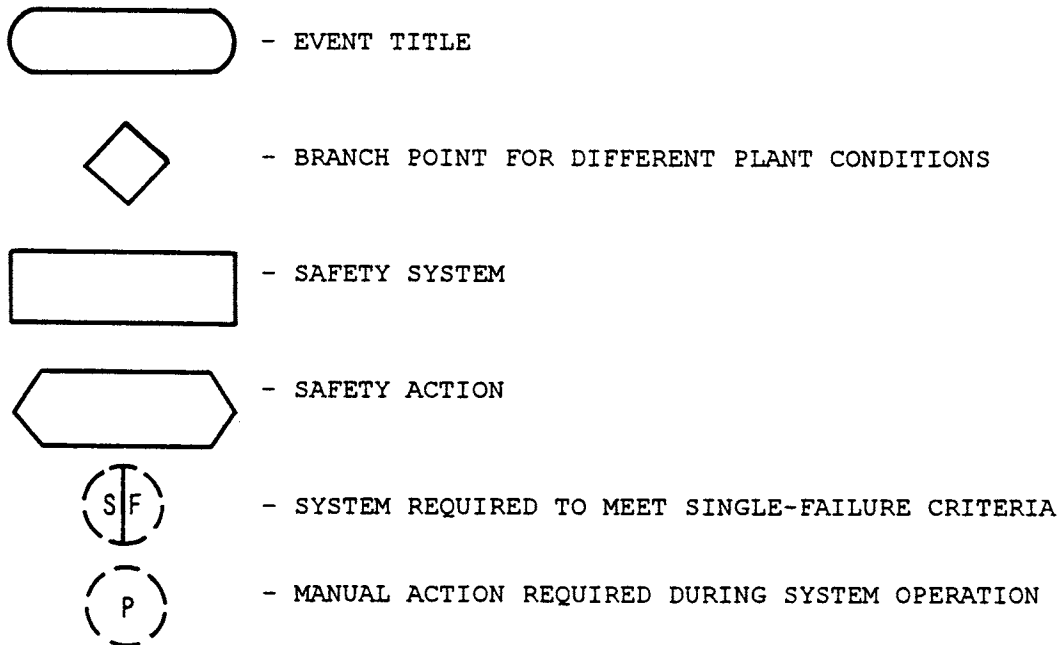 - EVENT TITLE
- BRANCH POINT FOR DIFFERENT PLANT CONDITIONS
- SAFETY SYSTEM
- SAFETY ACTION
S F - SYSTEM REQUIRED TO MEET SINGLE-FAILURE CRITERIA
P - MANUAL ACTION REQUIRED DURING SYSTEM OPERATION